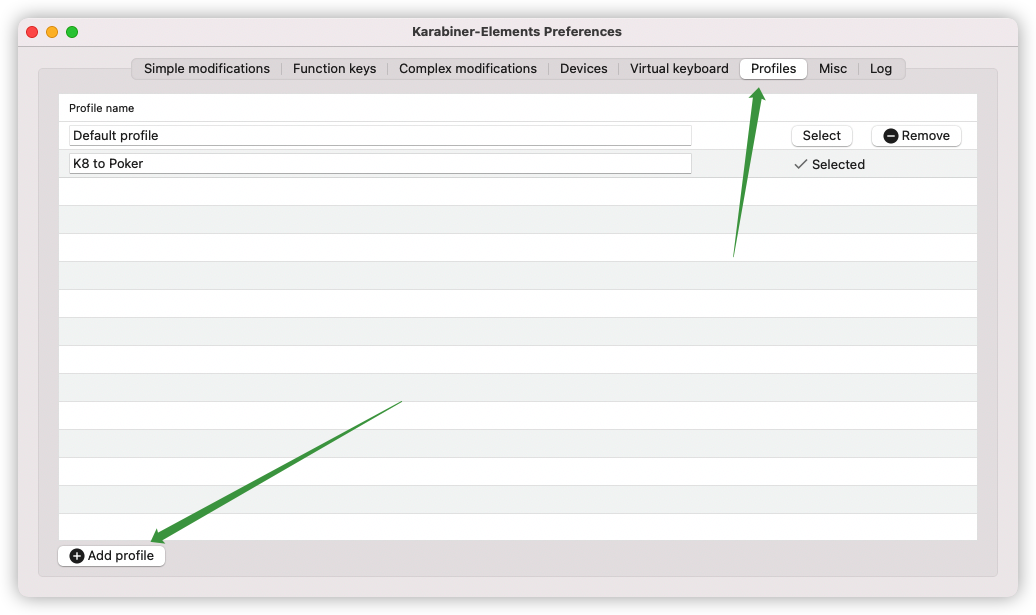 Karabiner-Elements Preferences
Simple modifications Function keys Complex modifications Devices Virtual keyboard Profiles Misc Log
Profile name
Default profile Select Remove
K8 to Poker Selected
Add profile